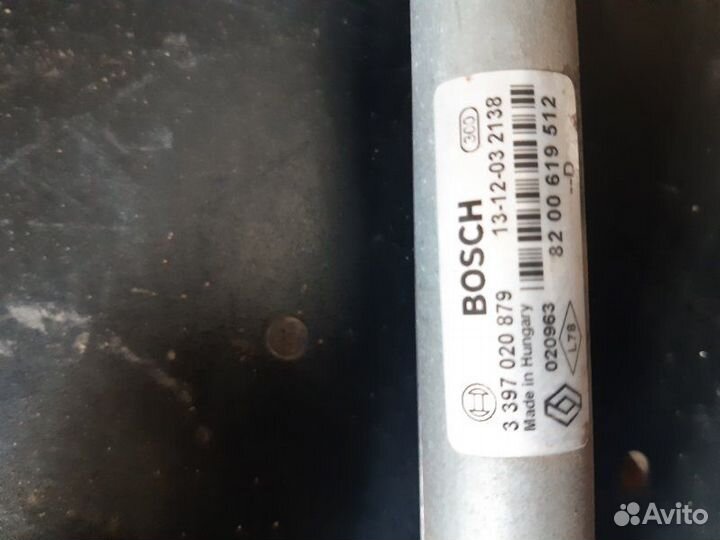 BOSCH
3CD
3 397 020 879
13-12-03 2138
Made in Hungary
020963
82 00 619 512
L78
--D
Avito